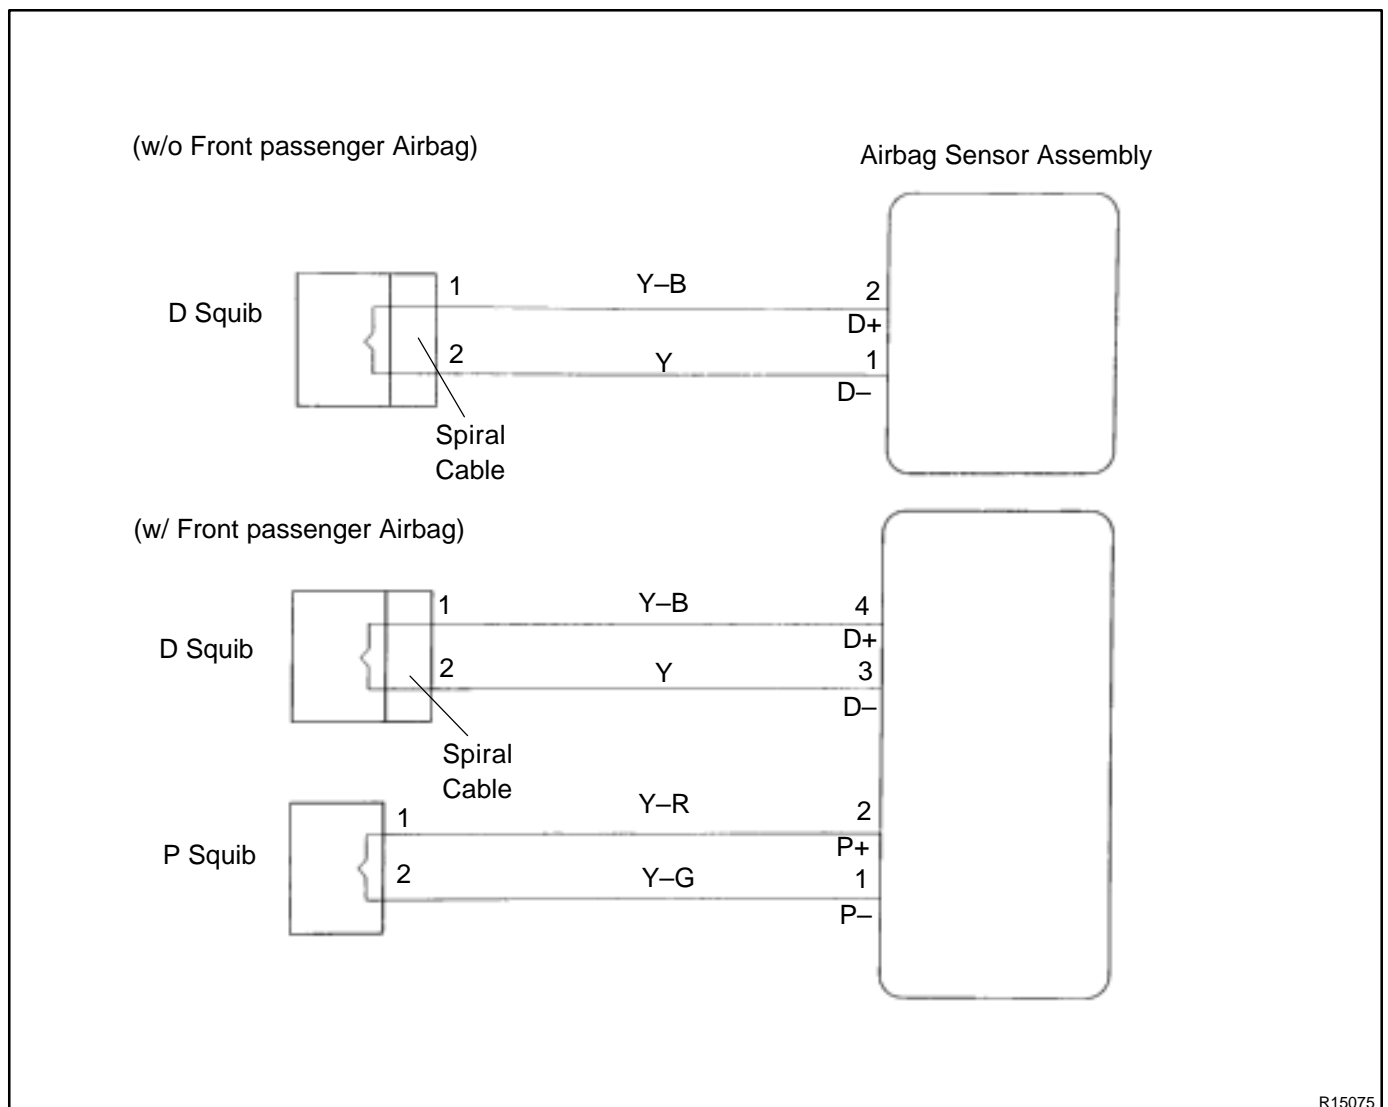 (w/o Front passenger Airbag)
Airbag Sensor Assembly
D Squib
1
Y–B
2
D+
2
Y
1
D–
Spiral
Cable
(w/ Front passenger Airbag)
D Squib
1
Y–B
4
D+
2
Y
3
D–
Spiral
Cable
P Squib
1
Y–R
2
P+
2
Y–G
1
P–
R15075